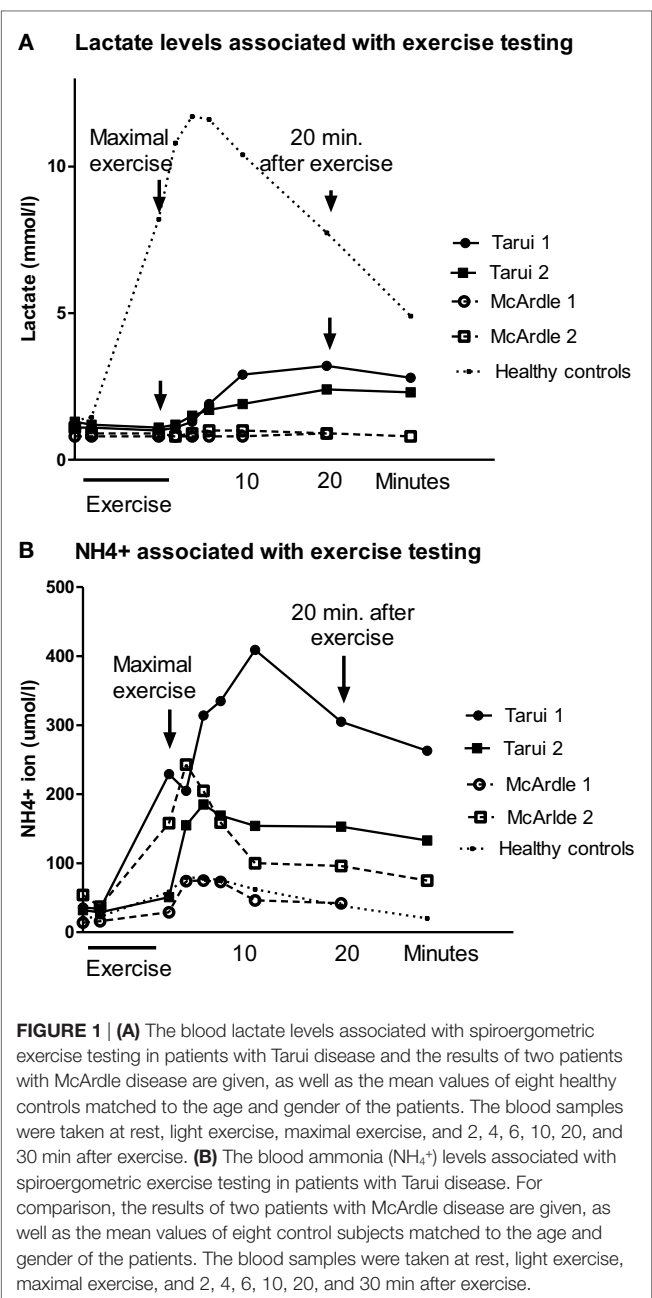 A Lactate levels associated with exercise testing
Lactate (mmol/l)
10
5
0
Maximal
exercise
20 min.
after exercise
Tarui 1
Tarui 2
McArdle 1
McArdle 2
Healthy controls
10 20 Minutes
Exercise
B NH4+ associated with exercise testing
NH4+ ion (umol/l)
500
400
300
200
100
0
Maximal
exercise
20 min. after
exercise
Tarui 1
Tarui 2
McArdle 1
McArlde 2
Healthy controls
Exercise 10 20 Minutes
FIGURE 1 | (A) The blood lactate levels associated with spiroergometric
exercise testing in patients with Tarui disease and the results of two patients
with McArdle disease are given, as well as the mean values of eight healthy
controls matched to the age and gender of the patients. The blood samples
were taken at rest, light exercise, maximal exercise, and 2, 4, 6, 10, 20, and
30 min after exercise. (B) The blood ammonia (NH₄⁺) levels associated with
spiroergometric exercise testing in patients with Tarui disease. For
comparison, the results of two patients with McArdle disease are given, as
well as the mean values of eight control subjects matched to the age and
gender of the patients. The blood samples were taken at rest, light exercise,
maximal exercise, and 2, 4, 6, 10, 20, and 30 min after exercise.